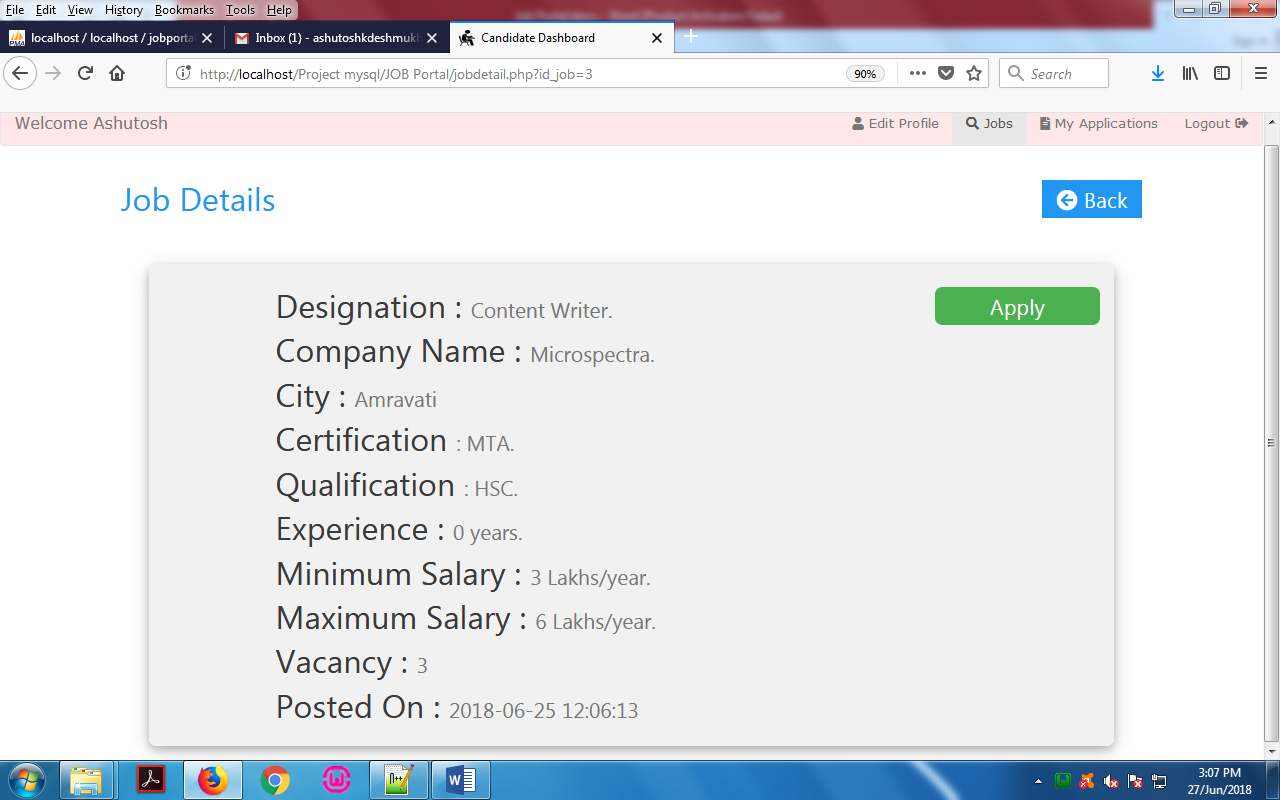 File Edit View History Bookmarks Tools Help
localhost / localhost / jobporta
Inbox (1) - ashutoshkdeshmukh
Candidate Dashboard
http://localhost/Project mysql/JOB Portal/jobdetail.php?id_job=3
90%
Search
Welcome Ashutosh
Edit Profile
Jobs
My Applications
Logout
Job Details
Back
Designation : Content Writer.
Apply
Company Name : Microspectra.
City : Amravati
Certification : MTA.
Qualification : HSC.
Experience : 0 years.
Minimum Salary : 3 Lakhs/year.
Maximum Salary : 6 Lakhs/year.
Vacancy : 3
Posted On : 2018-06-25 12:06:13
3:07 PM
27/Jun/2018